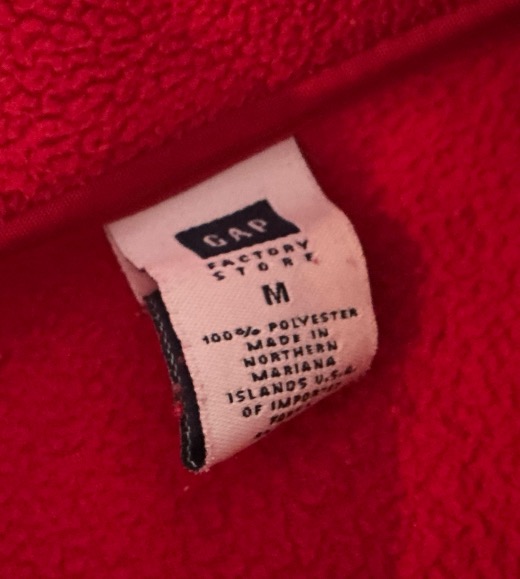 GAP
FACTORY
STORE
M
100% POLYESTER
MADE IN
NORTHERN
MARIANA
ISLANDS U.S.A.
OF IMPORTED